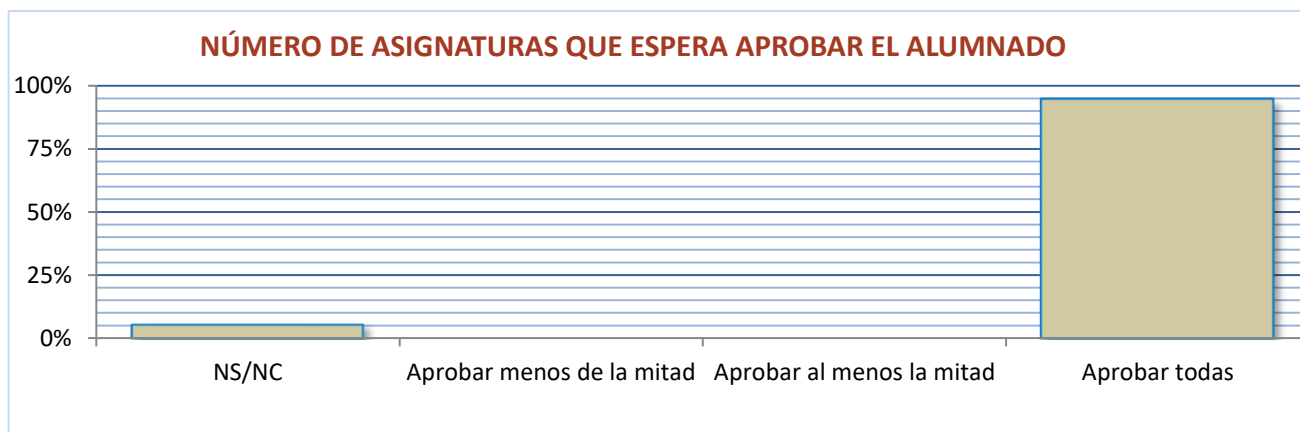 NÚMERO DE ASIGNATURAS QUE ESPERA APROBAR EL ALUMNADO
100%
75%
50%
25%
0%
NS/NC
Aprobar menos de la mitad
Aprobar al menos la mitad
Aprobar todas